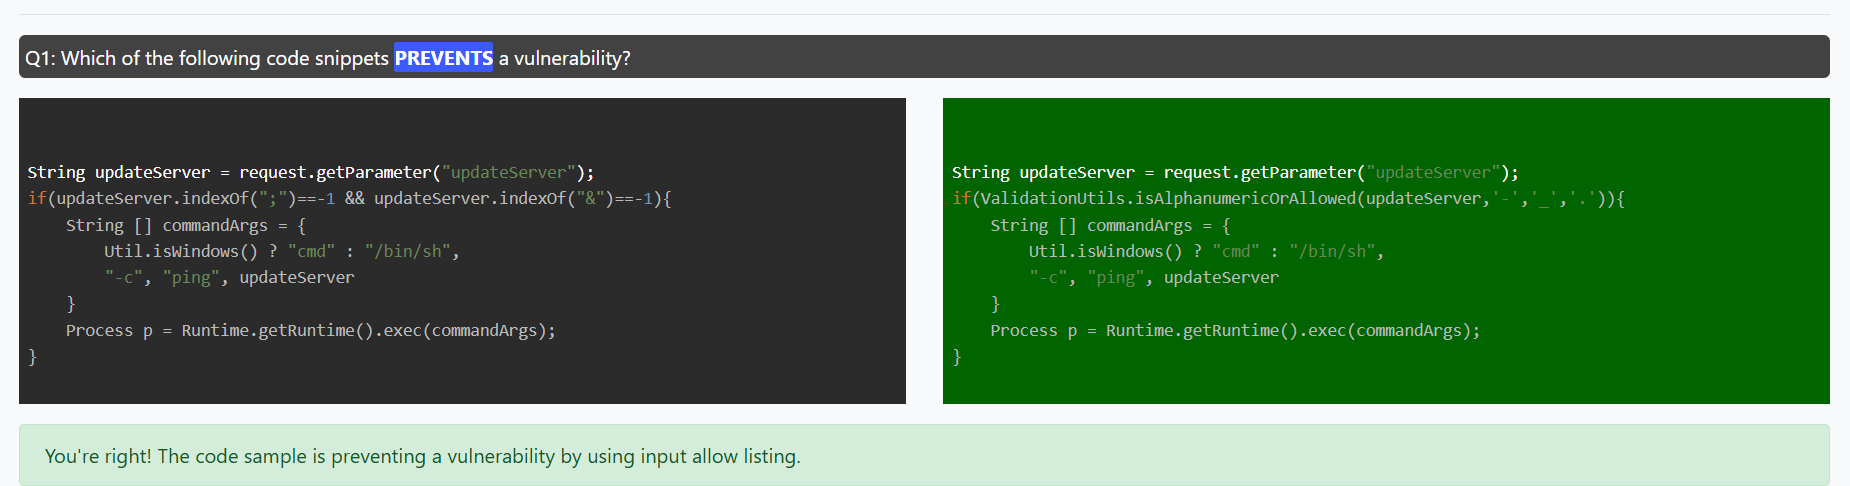 Q1: Which of the following code snippets PREVENTS a vulnerability?
String updateServer = request.getParameter("updateServer");
if(updateServer.indexOf(";")==-1 && updateServer.indexOf("&")==-1){
    String [] commandArgs = {
        Util.isWindows() ? "cmd" : "/bin/sh",
        "-c", "ping", updateServer
    }
    Process p = Runtime.getRuntime().exec(commandArgs);
}
String updateServer = request.getParameter("updateServer");
if(ValidationUtils.isAlphanumericOrAllowed(updateServer,'-','_','.')){
    String [] commandArgs = {
        Util.isWindows() ? "cmd" : "/bin/sh",
        "-c", "ping", updateServer
    }
    Process p = Runtime.getRuntime().exec(commandArgs);
}
You're right! The code sample is preventing a vulnerability by using input allow listing.